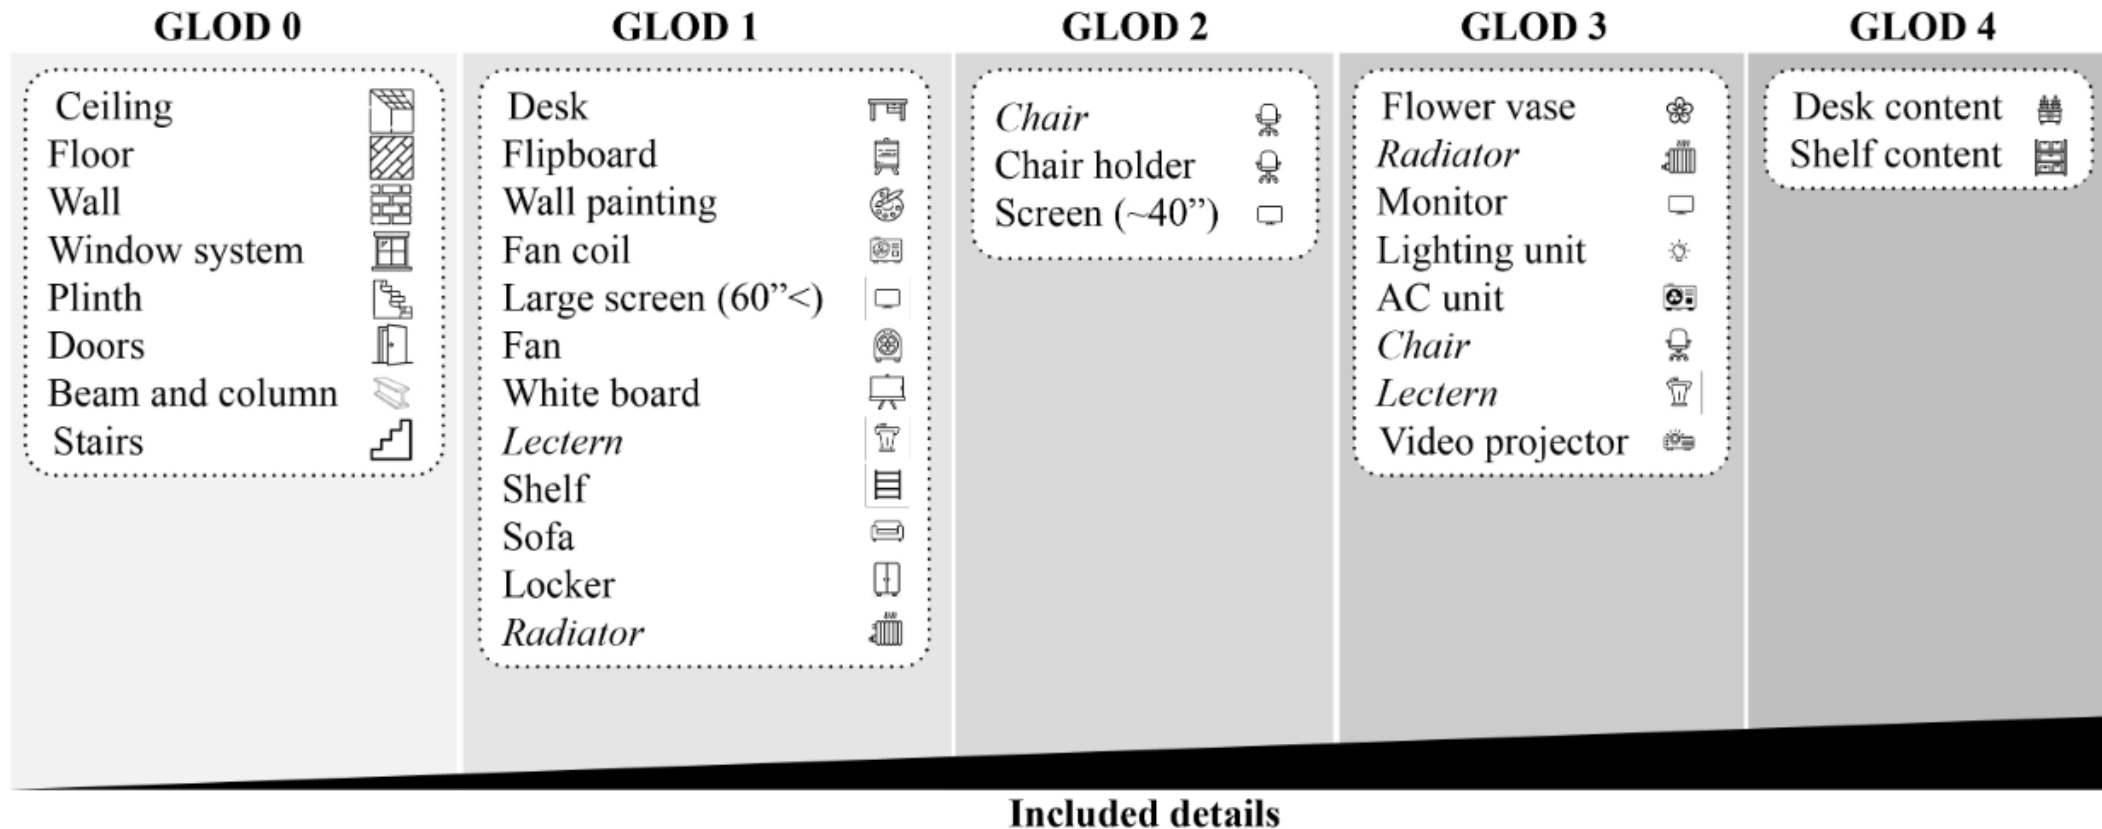 GLOD 0
GLOD 1
GLOD 2
GLOD 3
GLOD 4
Ceiling
Floor
Wall
Window system
Plinth
Doors
Beam and column
Stairs
Desk
Flipboard
Wall painting
Fan coil
Large screen (60”<)
Fan
White board
Lectern
Shelf
Sofa
Locker
Radiator
Chair
Chair holder
Screen (~40”)
Flower vase
Radiator
Monitor
Lighting unit
AC unit
Chair
Lectern
Video projector
Desk content
Shelf content
Included details